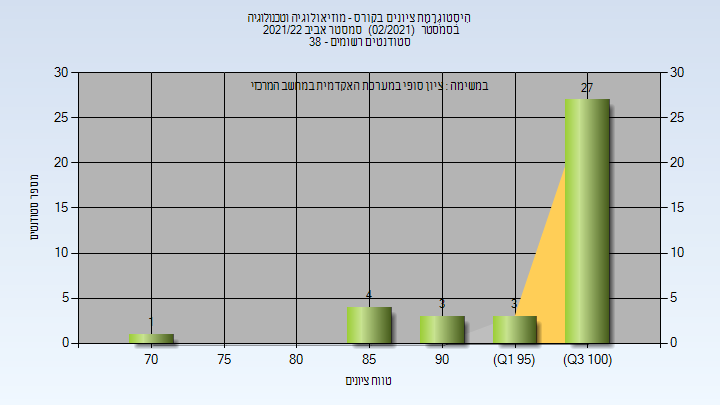 היסטוגרמת ציונים בקורס - מוזיאולוגיה וטכנולוגיה
בסמסטר (02/2021) סמסטר אביב 2021/22
סטודנטים רשומים - 38
במשימה : ציון סופי במערכת האקדמית במחשב המרכזי
30 30
25 25
20 20
15 15
10 10
5 5
0 0
מספר סטודנטים
1 4 3 3 27
70 75 80 85 90 (Q1 95) (Q3 100)
טווח ציונים